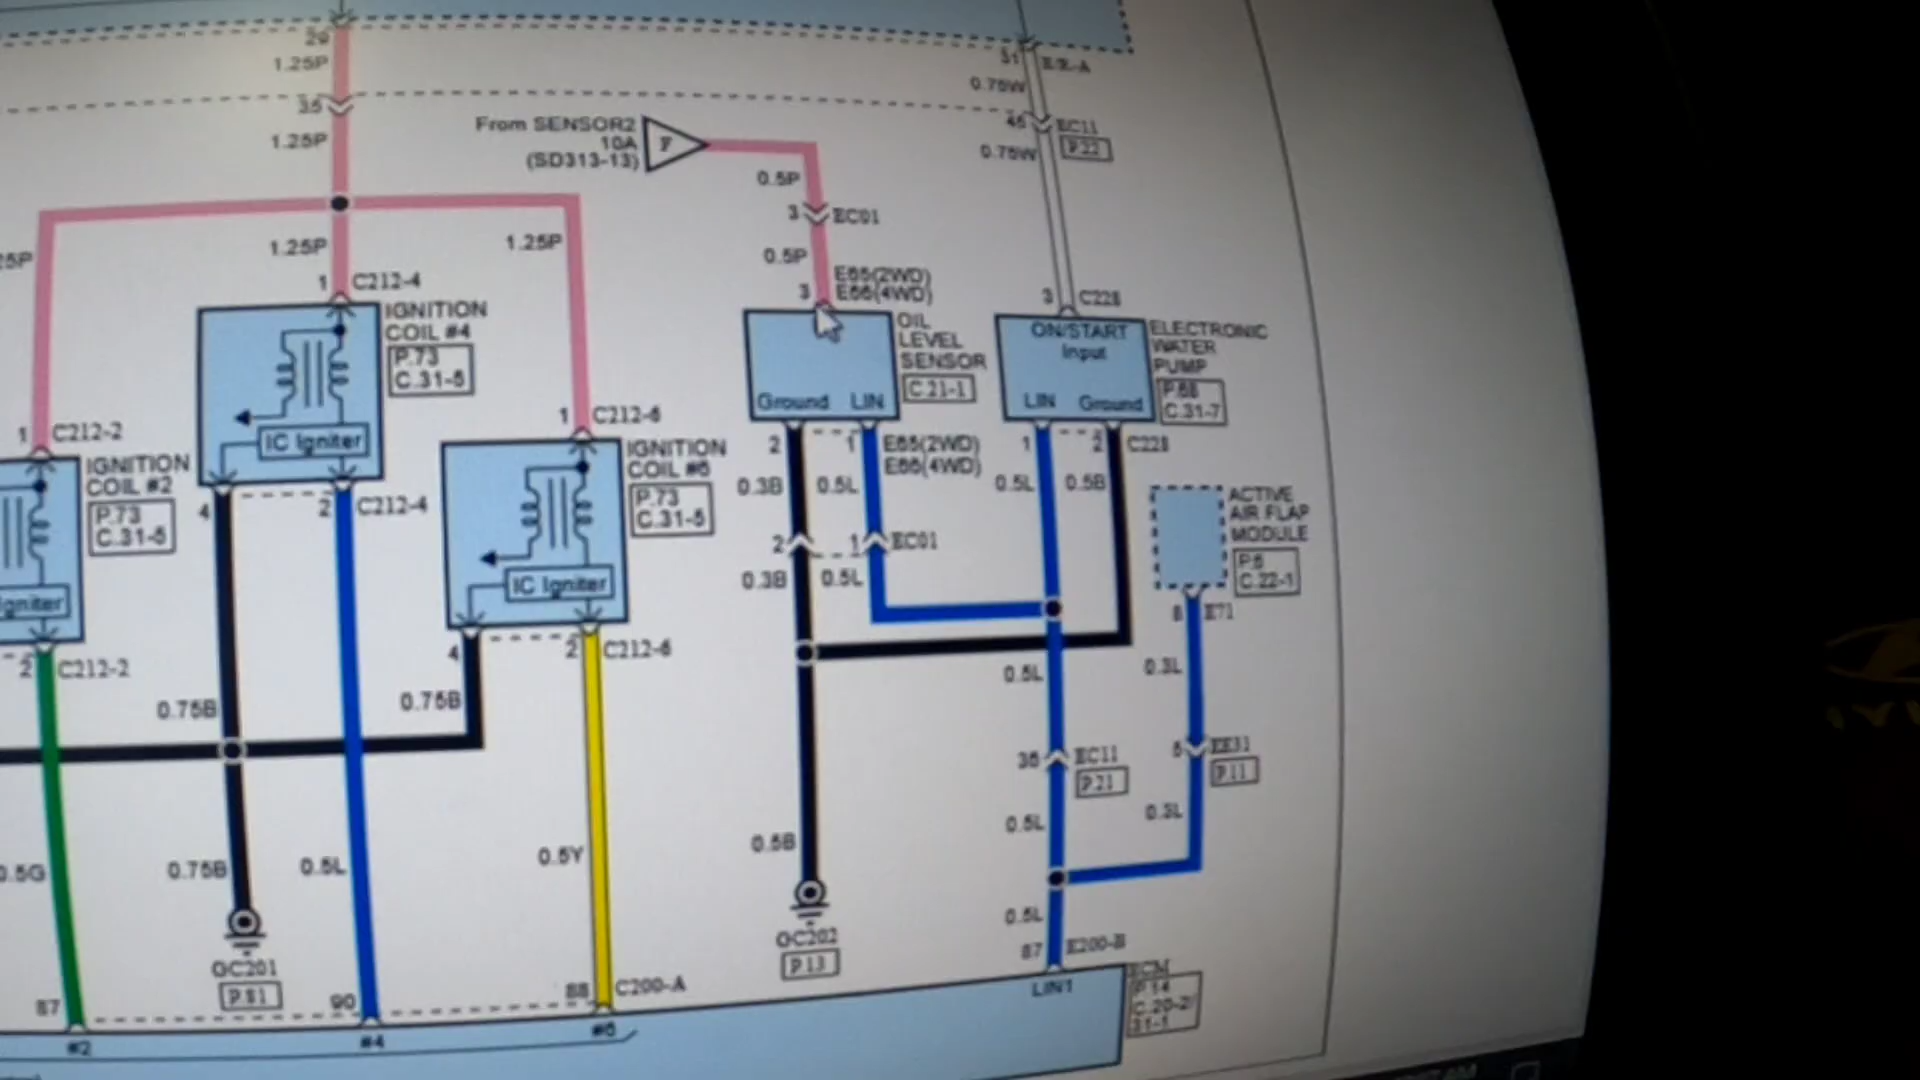 29
1.25P
35
1.25P
From SENSOR2
10A
(SD313-13)
F
0.5P
3 EC01
0.5P
E65(2WD)
E66(4WD)
3
31 E/R-A
0.75W
46 EC11
P.22
0.75W
1.25P
1.25P
1 C212-4
IGNITION
COIL #4
P.73
C.31-5
IC Igniter
1 C212-2
IGNITION
COIL #2
P.73
C.31-5
Igniter
1 C212-6
IGNITION
COIL #6
P.73
C.31-5
IC Igniter
OIL
LEVEL
SENSOR
C.21-1
Ground LIN
3 C228
ON/START
Input
LIN Ground
ELECTRONIC
WATER
PUMP
P.68
C.31-7
2 1 E65(2WD)
E66(4WD)
0.3B 0.5L
2 1 EC01
0.3B 0.5L
1 2 C228
0.5L 0.5B
ACTIVE
AIR FLAP
MODULE
P.6
C.22-1
8 E71
0.3L
5 EE31
P.11
0.3L
4 2 C212-4
2 C212-2
4 2 C212-6
0.75B
0.75B
0.5L
36 EC11
P.21
0.5L
0.5G
0.75B
0.5L
0.5Y
0.5B
GC201
P.81
GC202
P.13
0.5L
87 E200-B
87
90
88 C200-A
#2
#4
#6
LIN1
ECM
P.14
C.20-2/
31-1